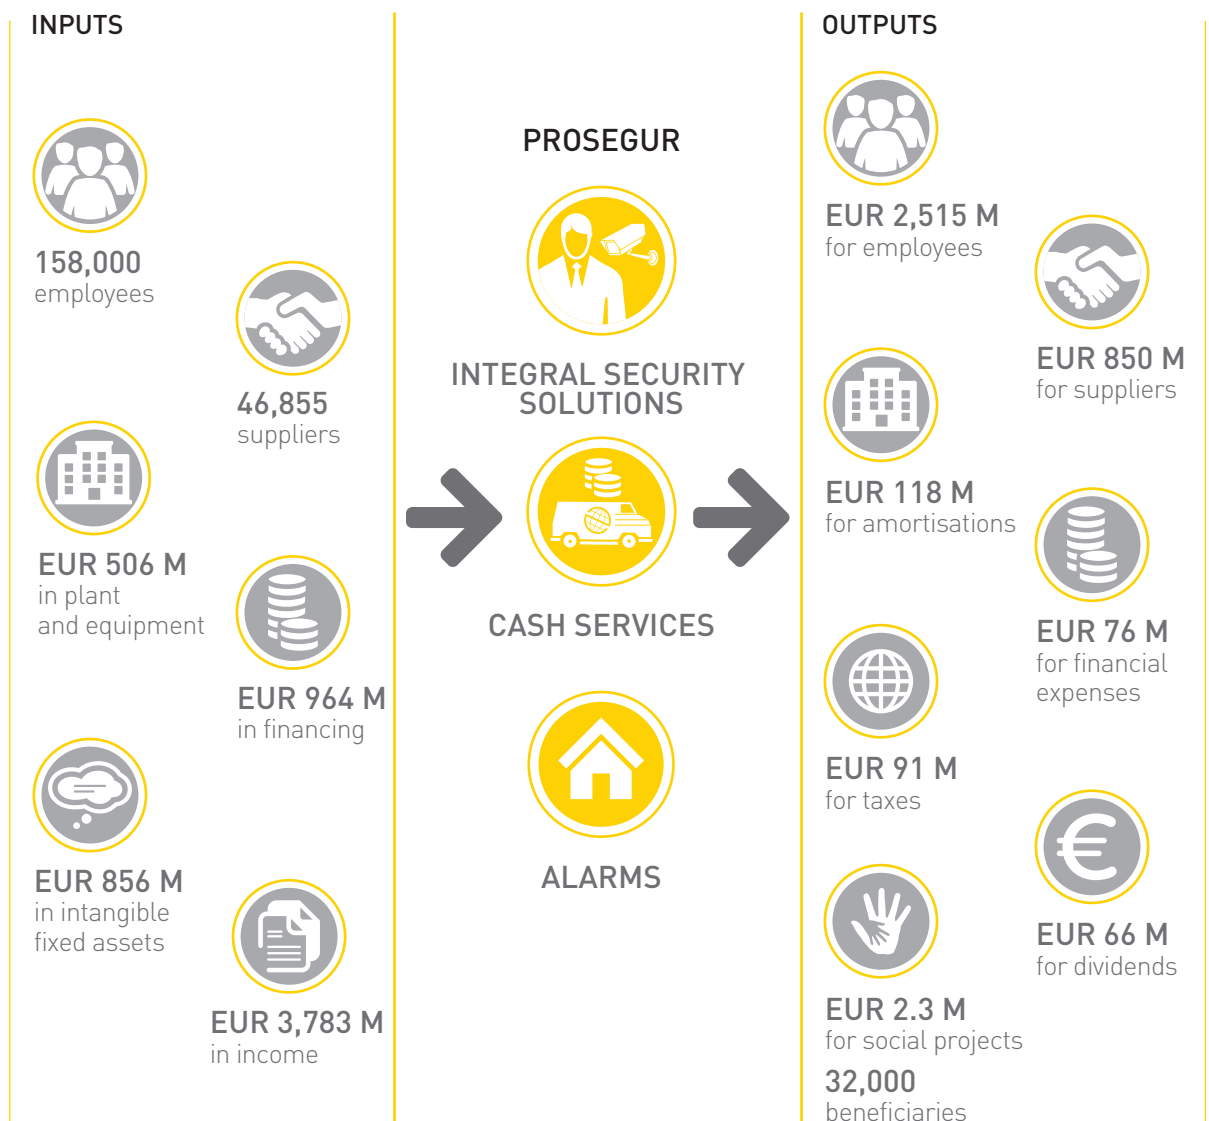 INPUTS
158,000
employees
46,855
suppliers
EUR 506 M
in plant
and equipment
EUR 964 M
in financing
EUR 856 M
in intangible
fixed assets
EUR 3,783 M
in income
PROSEGUR
INTEGRAL SECURITY
SOLUTIONS
CASH SERVICES
ALARMS
OUTPUTS
EUR 2,515 M
for employees
EUR 850 M
for suppliers
EUR 118 M
for amortisations
EUR 76 M
for financial
expenses
EUR 91 M
for taxes
EUR 66 M
for dividends
EUR 2.3 M
for social projects
32,000
beneficiaries